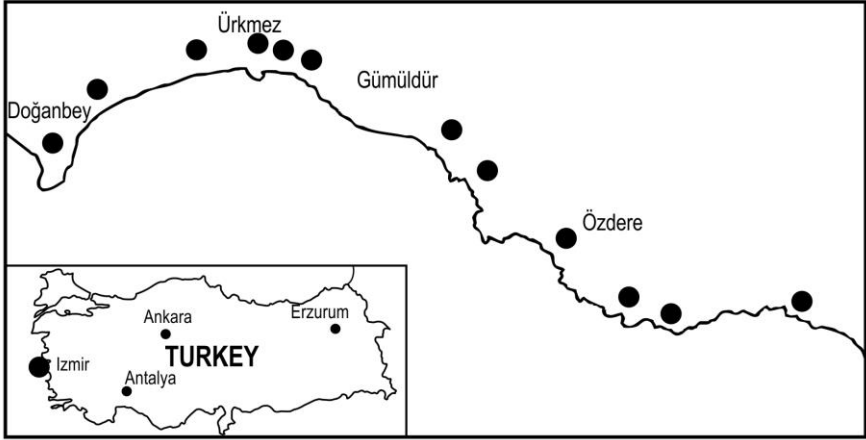 Ürkmez
Gümüldür
Doğanbey
Özdere
Ankara
Erzurum
TURKEY
Izmir
Antalya